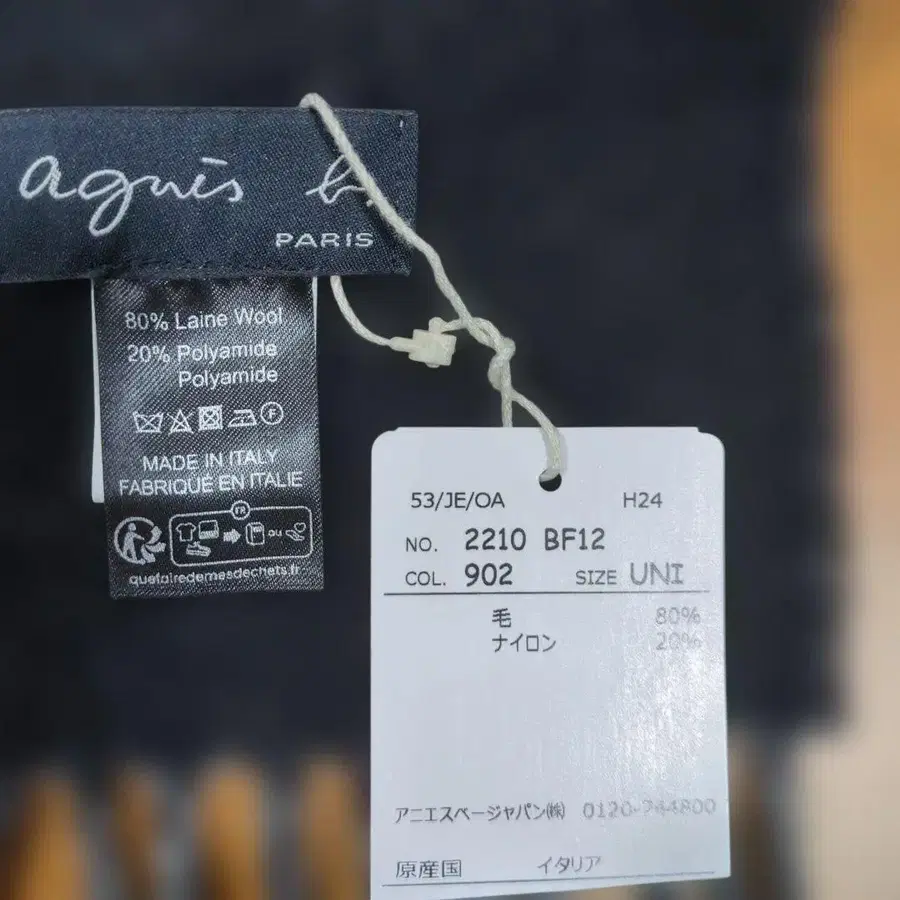 agnès b.
PARIS
80% Laine Wool
20% Polyamide
Polyamide
F
MADE IN ITALY
FABRIQUÉ EN ITALIE
FR
ou
quefairedemesdechets.fr
53/JE/OA H24
NO. 2210 BF12
COL. 902 SIZE UNI
毛 80%
ナイロン 20%
アニエスベージャパン㈱ 0120-744800
原産国 イタリア